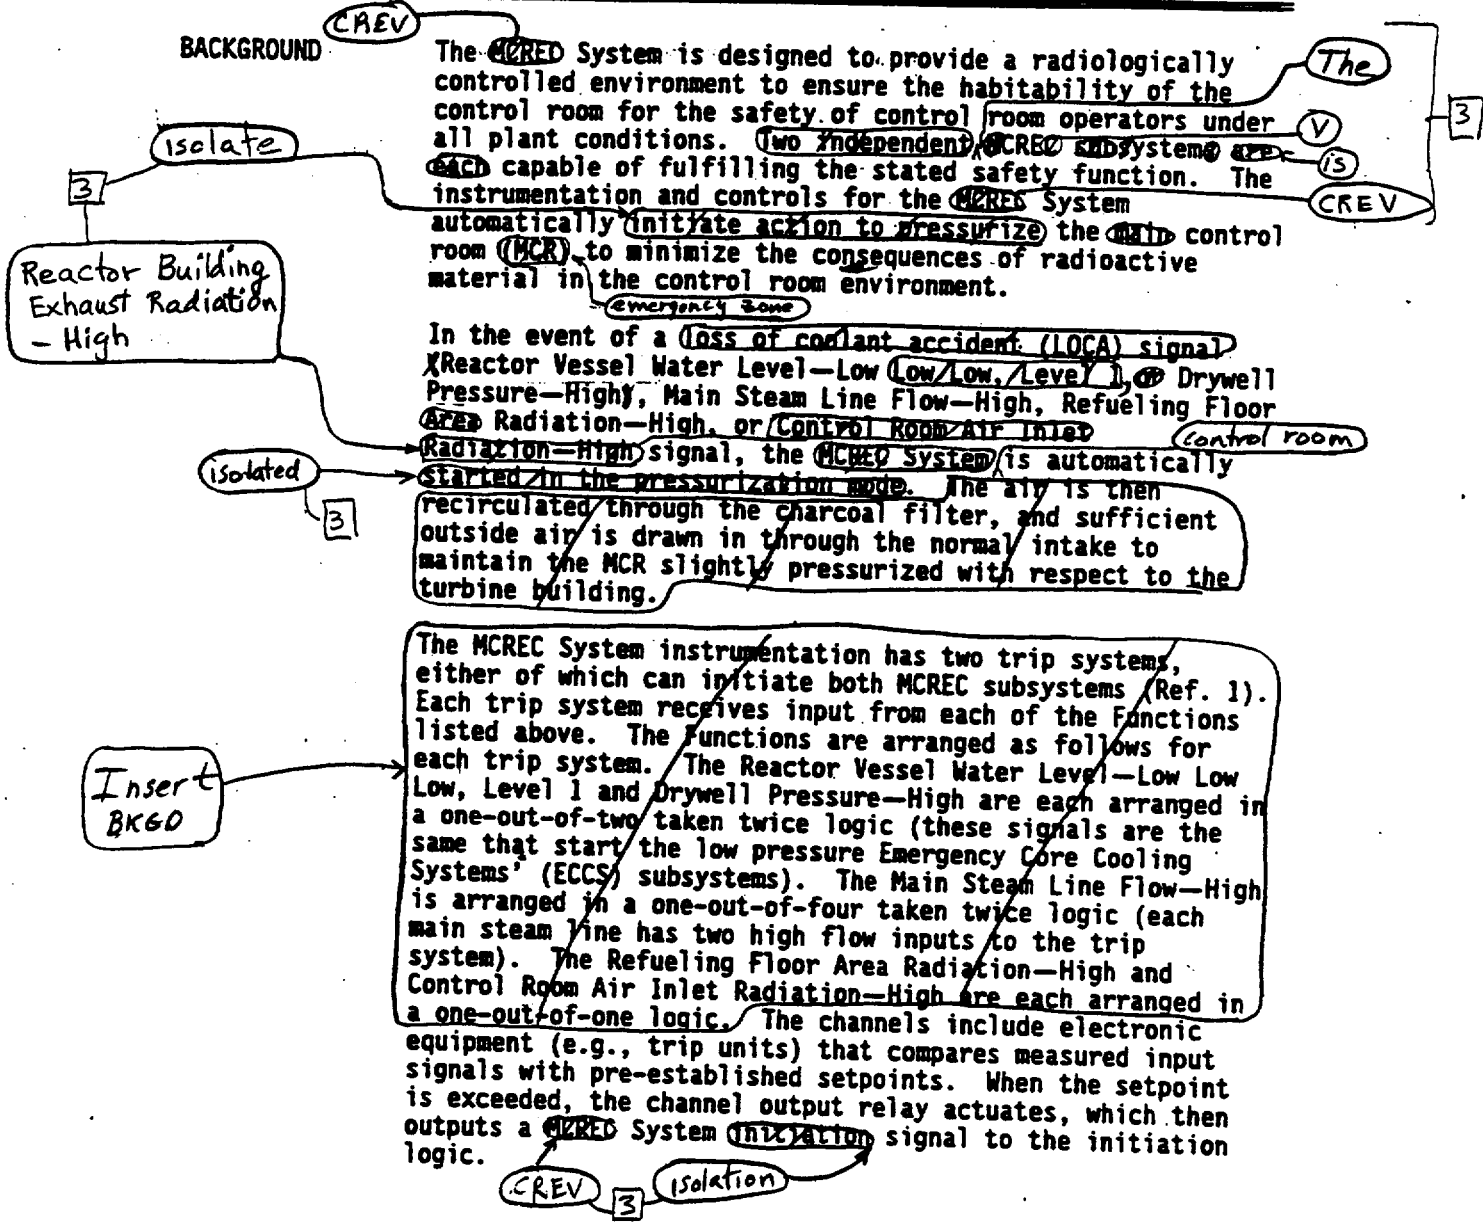 CREV
BACKGROUND
The MCREC System is designed to provide a radiologically
The
controlled environment to ensure the habitability of the
control room for the safety of control room operators under
3
V
isolate
all plant conditions. Two independent MCREC subsystems are
is
each capable of fulfilling the stated safety function. The
3
instrumentation and controls for the MCREC System
CREV
automatically initiate action to pressurize the main control
room (MCR) to minimize the consequences of radioactive
material in the control room environment.
emergency zone
Reactor Building
Exhaust Radiation
- High
In the event of a loss of coolant accident (LOCA) signal
(Reactor Vessel Water Level—Low Low Low, Level 1, or Drywell
Pressure—High), Main Steam Line Flow—High, Refueling Floor
Area Radiation—High, or Control Room Air Inlet
control room
Radiation—High signal, the MCREC System is automatically
isolated
started in the pressurization mode. The air is then
3
recirculated through the charcoal filter, and sufficient
outside air is drawn in through the normal intake to
maintain the MCR slightly pressurized with respect to the
turbine building.
The MCREC System instrumentation has two trip systems,
either of which can initiate both MCREC subsystems (Ref. 1).
Each trip system receives input from each of the Functions
listed above. The Functions are arranged as follows for
each trip system. The Reactor Vessel Water Level—Low Low
Low, Level 1 and Drywell Pressure—High are each arranged in
Insert
BKGD
a one-out-of-two taken twice logic (these signals are the
same that start the low pressure Emergency Core Cooling
Systems' (ECCS) subsystems). The Main Steam Line Flow—High
is arranged in a one-out-of-four taken twice logic (each
main steam line has two high flow inputs to the trip
system). The Refueling Floor Area Radiation—High and
Control Room Air Inlet Radiation—High are each arranged in
a one-out-of-one logic. The channels include electronic
equipment (e.g., trip units) that compares measured input
signals with pre-established setpoints. When the setpoint
is exceeded, the channel output relay actuates, which then
outputs a MCREC System initiation signal to the initiation
logic.
CREV
3
isolation